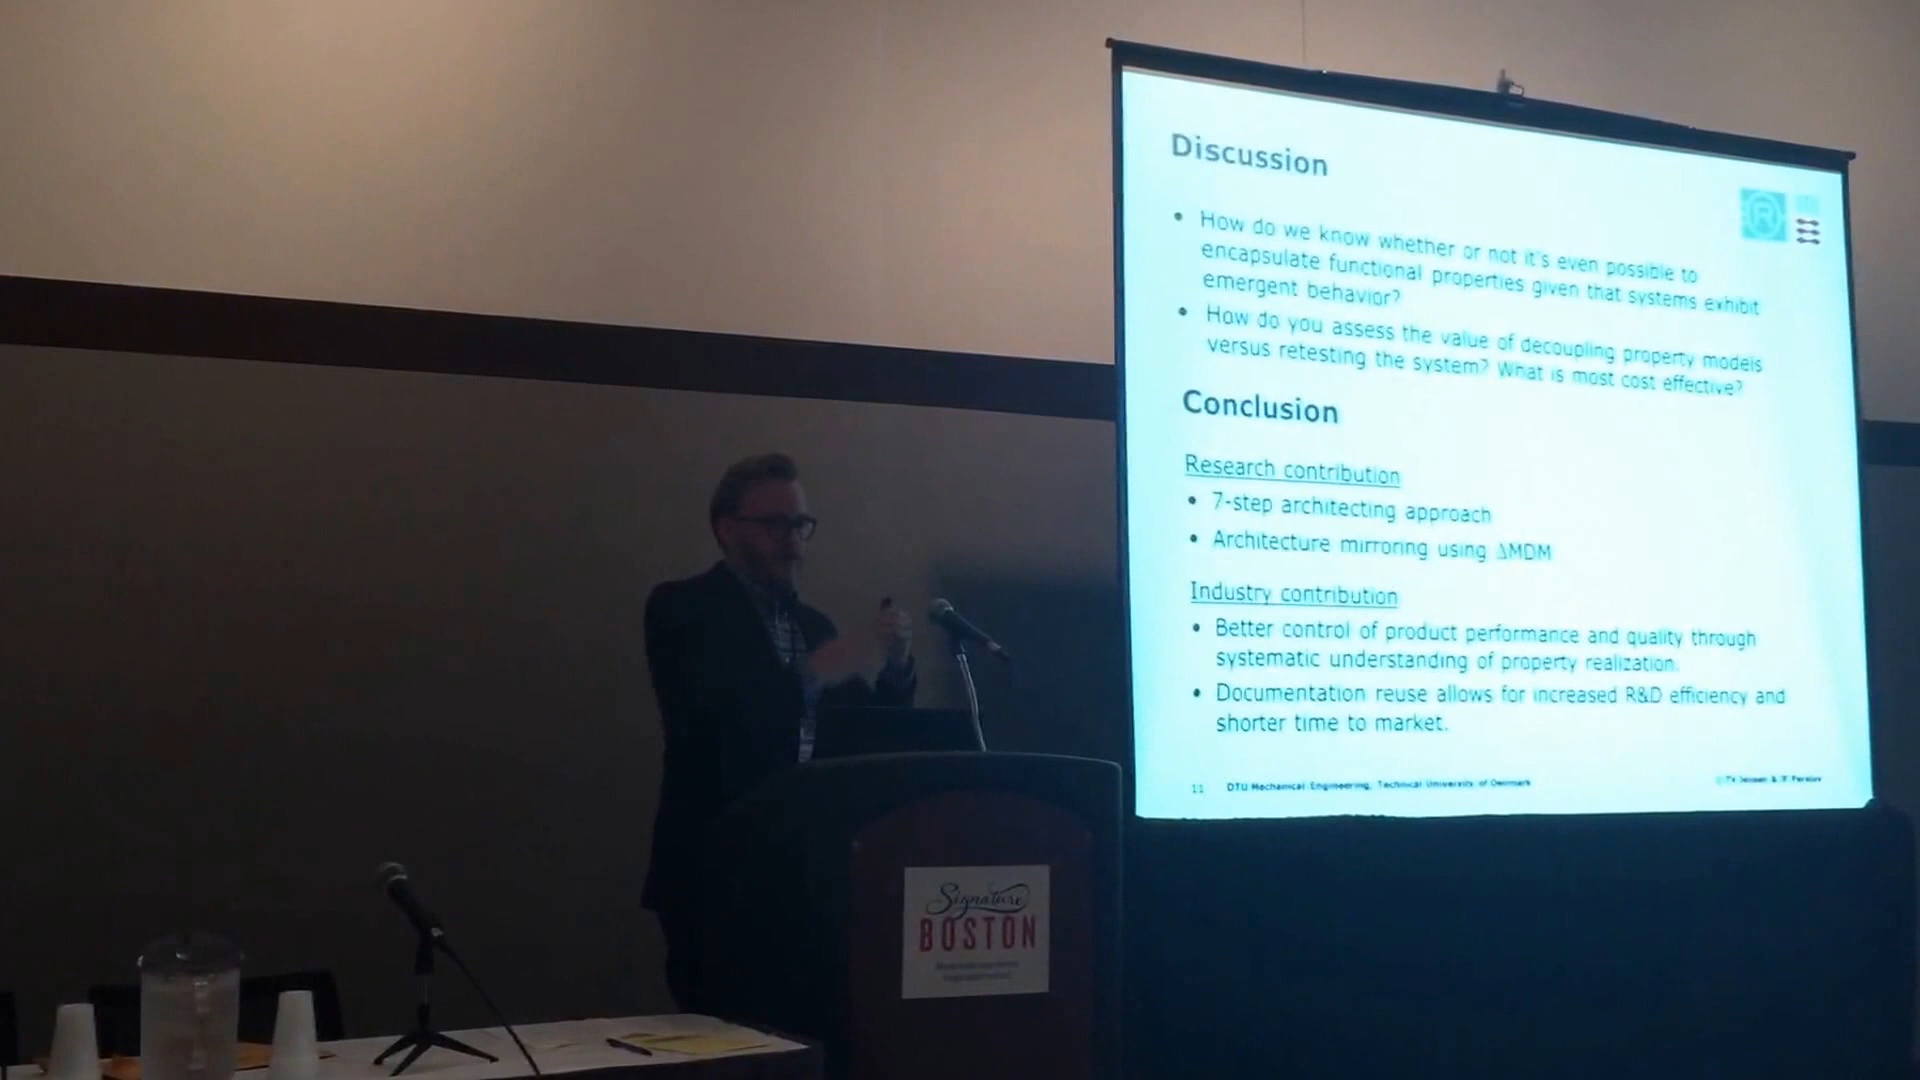 Discussion
• How do we know whether or not it's even possible to
encapsulate functional properties given that systems exhibit
emergent behavior?
• How do you assess the value of decoupling property models
versus retesting the system? What is most cost effective?
Conclusion
Research contribution
• 7-step architecting approach
• Architecture mirroring using ΔMDM
Industry contribution
• Better control of product performance and quality through
systematic understanding of property realization.
• Documentation reuse allows for increased R&D efficiency and
shorter time to market.
11 DTU Mechanical Engineering, Technical University of Denmark
Signature
BOSTON